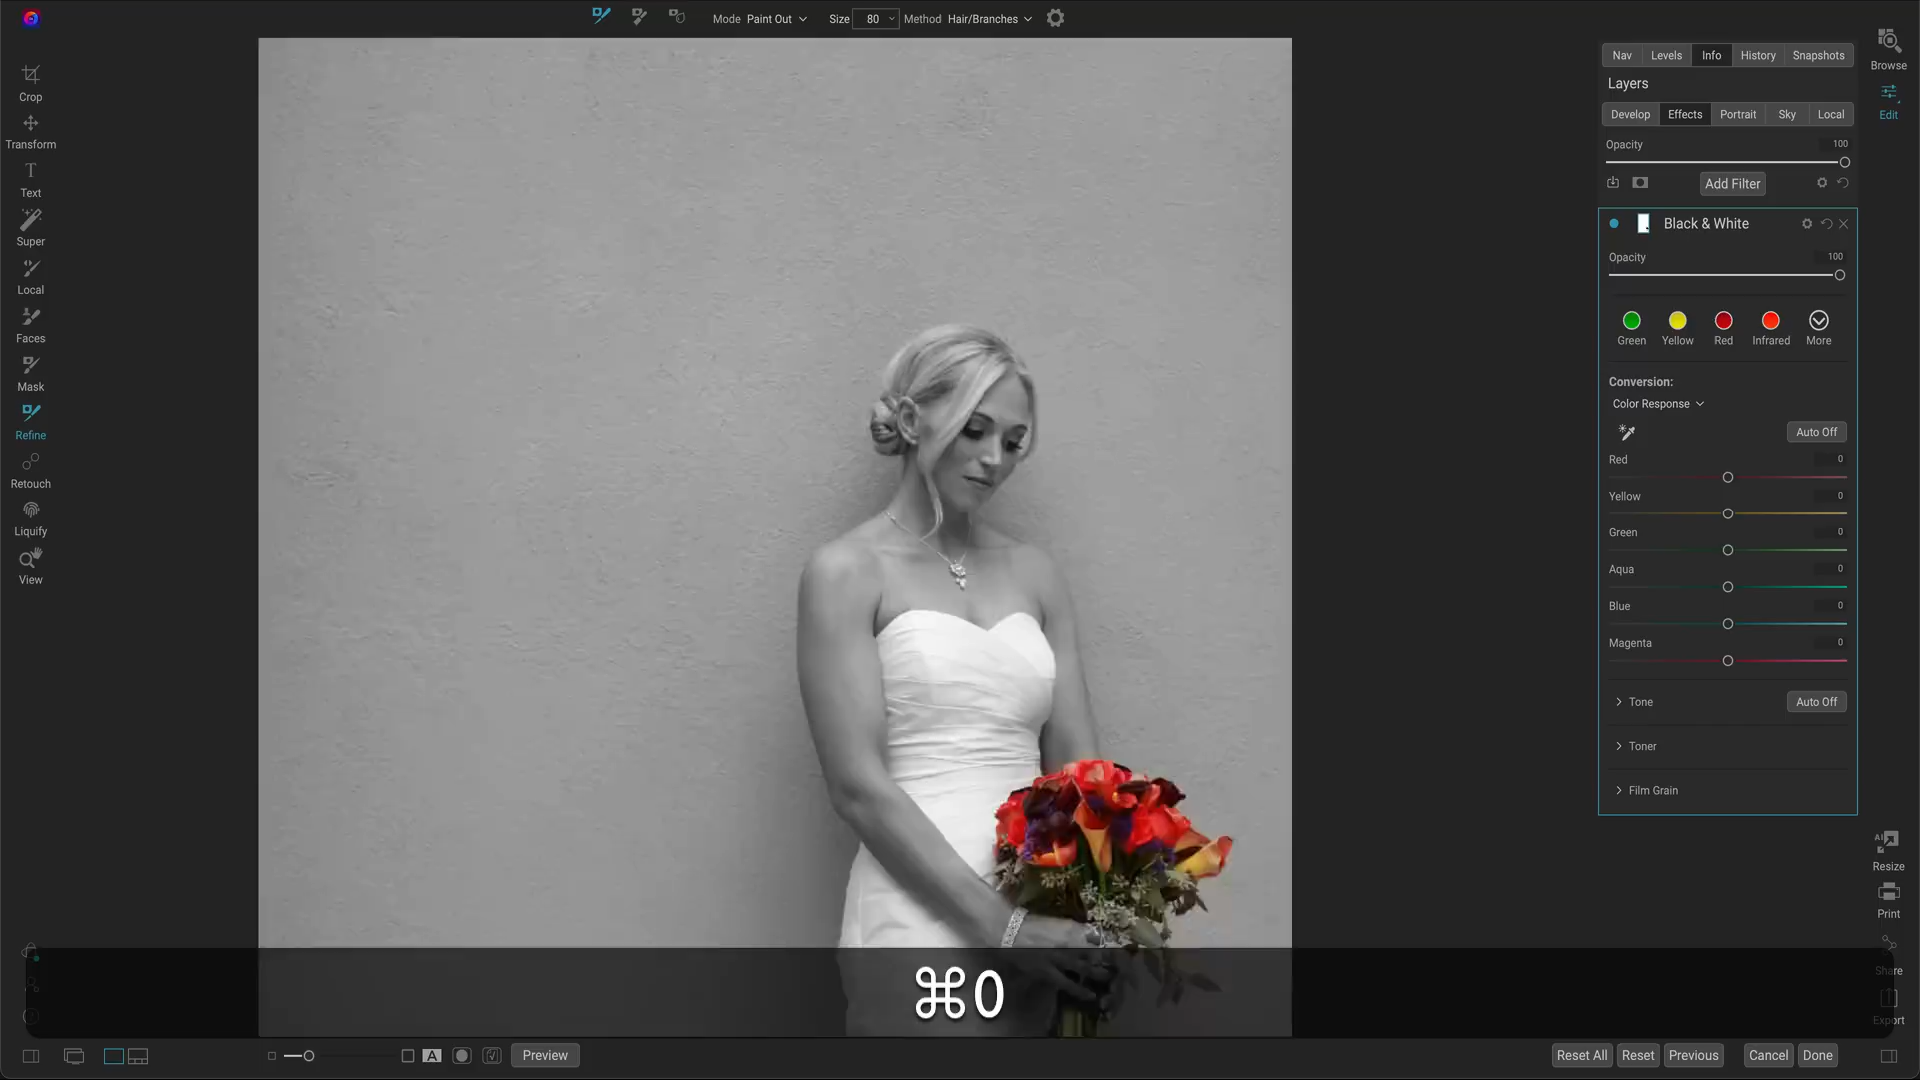 Mode Paint Out Size 80 Method Hair/Branches
Crop
Transform
Text
Super
Local
Faces
Mask
Refine
Retouch
Liquify
View
Nav Levels Info History Snapshots
Layers
Develop Effects Portrait Sky Local
Opacity 100
Add Filter
Black & White
Opacity 100
Green Yellow Red Infrared More
Conversion:
Color Response
Auto Off
Red 0
Yellow 0
Green 0
Aqua 0
Blue 0
Magenta 0
Tone Auto Off
Toner
Film Grain
Browse
Edit
AI
Resize
Print
Share
Export
⌘0
A Preview
Reset All Reset Previous Cancel Done